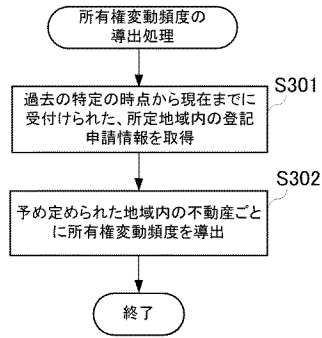 所有権変動頻度の
導出処理
S301
過去の特定の時点から現在までに
受付けられた、所定地域内の登記
申請情報を取得
S302
予め定められた地域内の不動産ごと
に所有権変動頻度を導出
終了